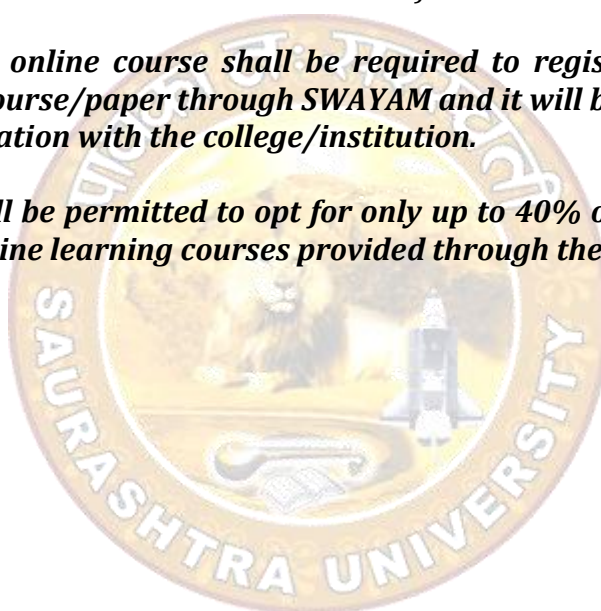 online course shall be required to regis
ourse/paper through SWAYAM and it will b
ation with the college/institution.
ll be permitted to opt for only up to 40% o
ine learning courses provided through the
SAURASHTRA UNIVERSITY